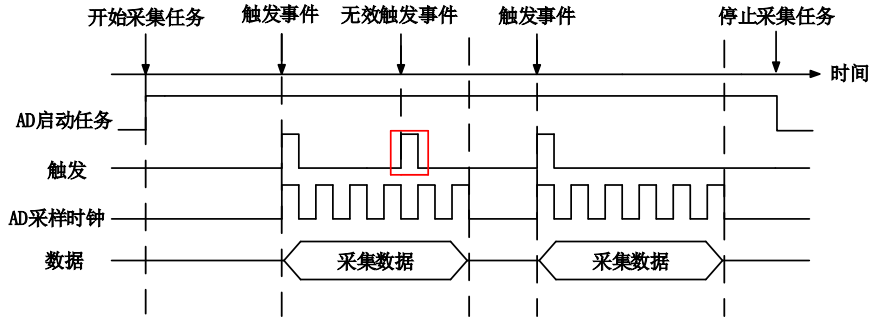 开始采集任务 触发事件 无效触发事件 触发事件 停止采集任务
时间
AD启动任务
触发
AD采样时钟
数据 采集数据 采集数据